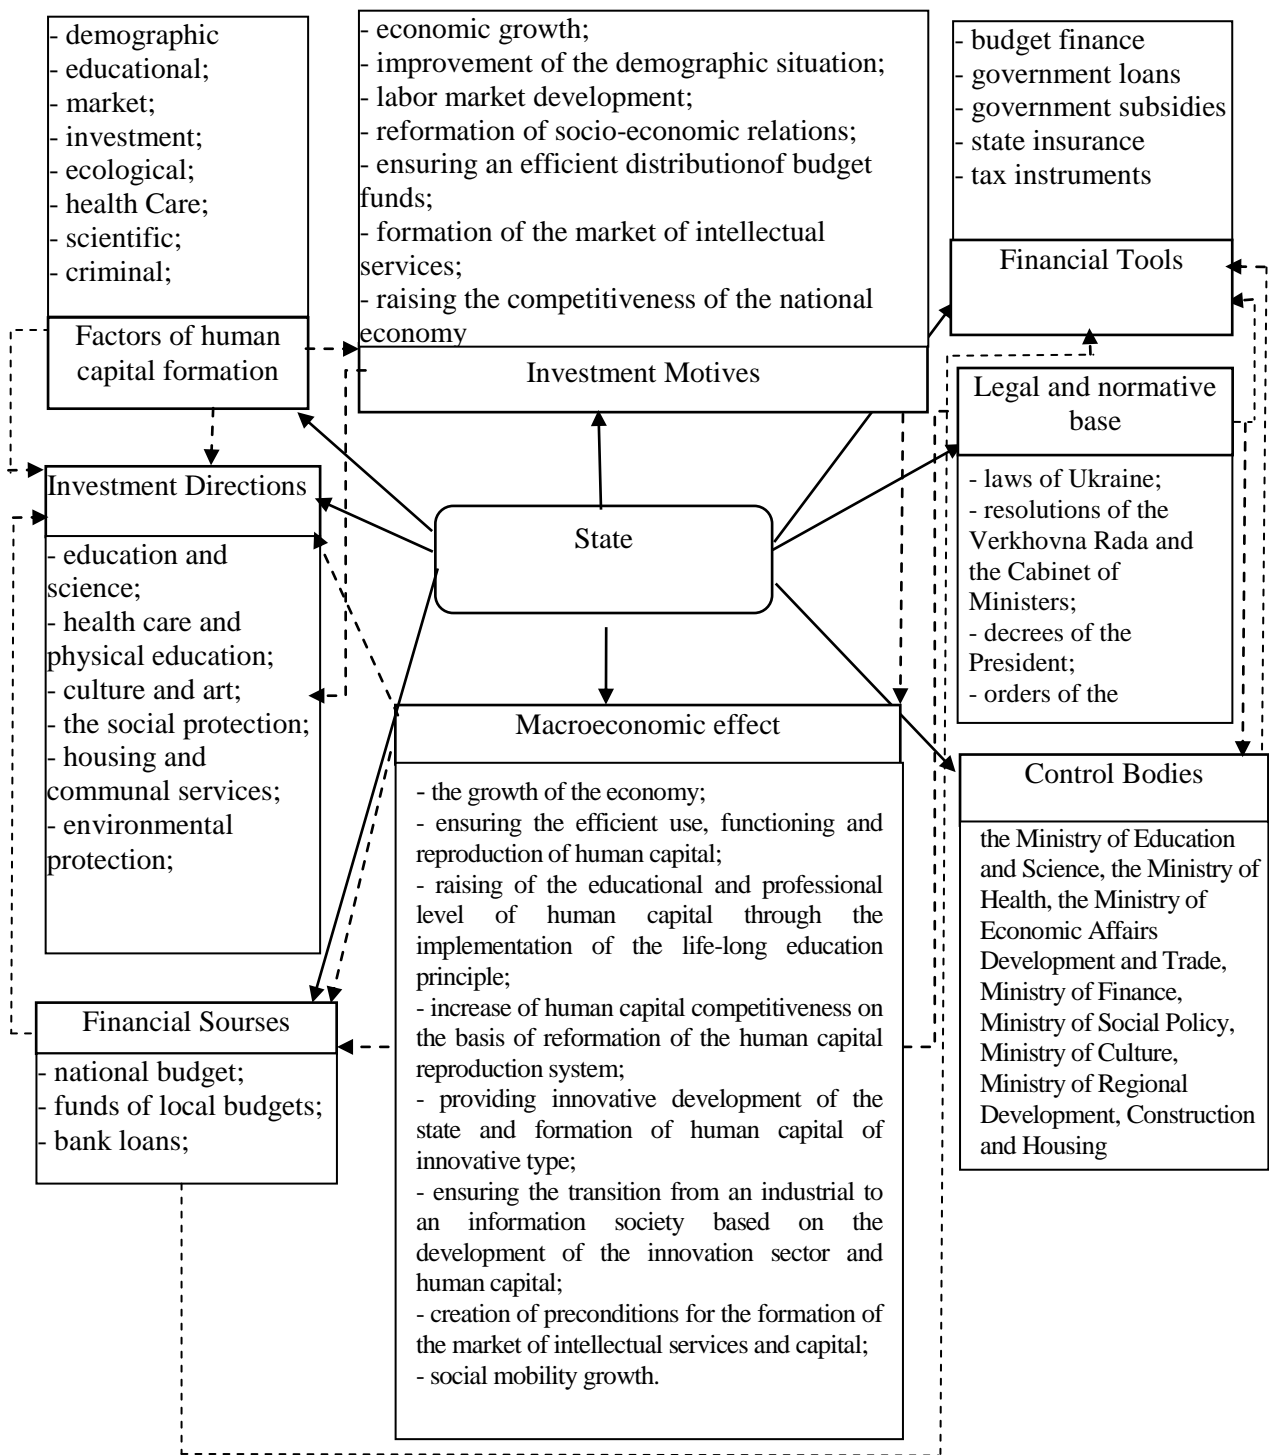 - demographic
- educational;
- market;
- investment;
- ecological;
- health Care;
- scientific;
- criminal;
Factors of human
capital formation
- economic growth;
- improvement of the demographic situation;
- labor market development;
- reformation of socio-economic relations;
- ensuring an efficient distributionof budget
funds;
- formation of the market of intellectual
services;
- raising the competitiveness of the national
economy
Investment Motives
- budget finance
- government loans
- government subsidies
- state insurance
- tax instruments
Financial Tools
Legal and normative
base
- laws of Ukraine;
- resolutions of the
Verkhovna Rada and
the Cabinet of
Ministers;
- decrees of the
President;
- orders of the
Investment Directions
- education and
science;
- health care and
physical education;
- culture and art;
- the social protection;
- housing and
communal services;
- environmental
protection;
State
Macroeconomic effect
- the growth of the economy;
- ensuring the efficient use, functioning and
reproduction of human capital;
- raising of the educational and professional
level of human capital through the
implementation of the life-long education
principle;
- increase of human capital competitiveness on
the basis of reformation of the human capital
reproduction system;
- providing innovative development of the
state and formation of human capital of
innovative type;
- ensuring the transition from an industrial to
an information society based on the
development of the innovation sector and
human capital;
- creation of preconditions for the formation of
the market of intellectual services and capital;
- social mobility growth.
Control Bodies
the Ministry of Education
and Science, the Ministry of
Health, the Ministry of
Economic Affairs
Development and Trade,
Ministry of Finance,
Ministry of Social Policy,
Ministry of Culture,
Ministry of Regional
Development, Construction
and Housing
Financial Sourses
- national budget;
- funds of local budgets;
- bank loans;